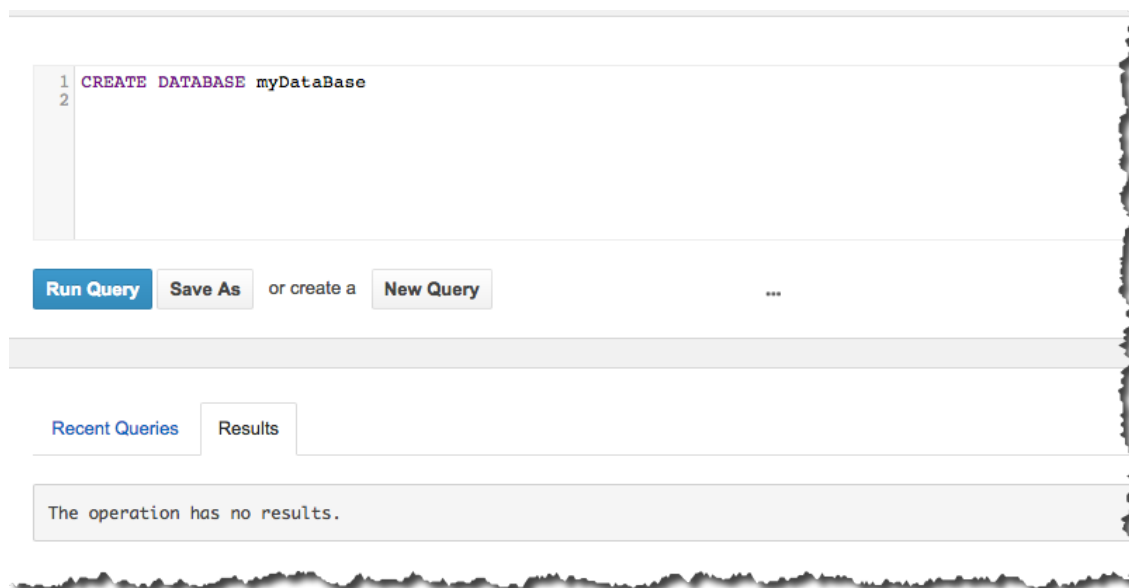 1 CREATE DATABASE myDataBase
2
Run Query Save As or create a New Query ...
Recent Queries Results
The operation has no results.